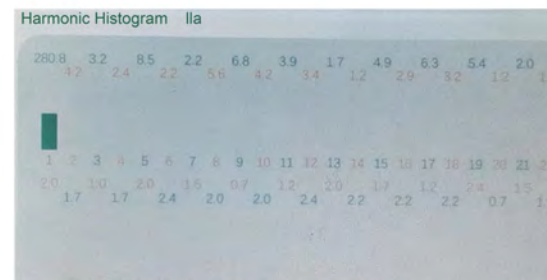 Harmonic Histogram IIa
280.8 3.2 8.5 2.2 6.8 3.9 1.7 4.9 6.3 5.4 2.0
4.2 2.4 2.2 5.6 4.2 3.4 1.2 2.9 3.2 1.2
1 2 3 4 5 6 7 8 9 10 11 12 13 14 15 16 17 18 19 20 21
2.0 1.0 2.0 1.5 0.7 1.2 2.0 1.7 1.2 2.4 1.5
1.7 1.7 2.4 2.0 2.0 2.4 2.2 2.2 2.2 0.7